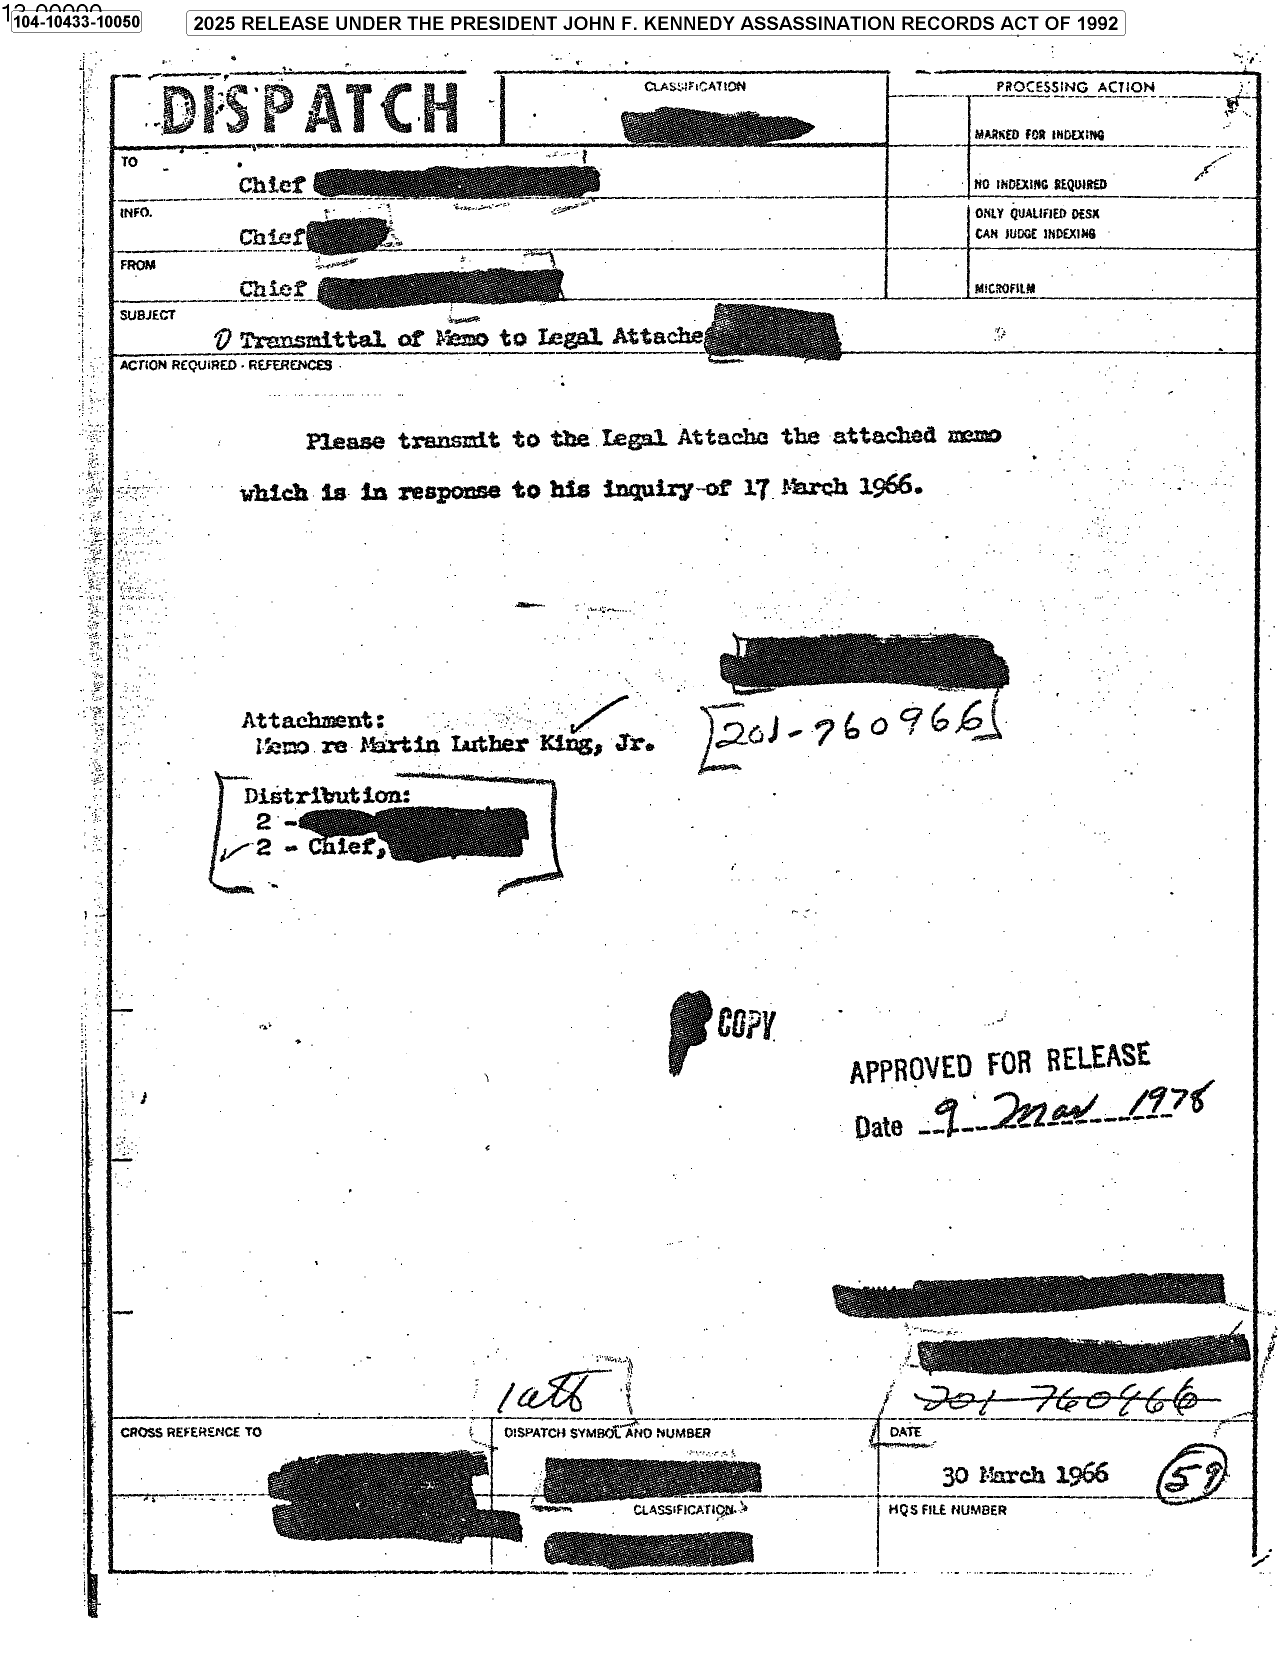 104-10433-10050
2025 RELEASE UNDER THE PRESIDENT JOHN F. KENNEDY ASSASSINATION RECORDS ACT OF 1992
DISPATCH
CLASSIFICATION
PROCESSING ACTION
MARKED FOR INDEXING
TO
Chief
NO INDEXING REQUIRED
INFO.
Chief
ONLY QUALIFIED DESK
CAN JUDGE INDEXING
FROM
Chief
MICROFILM
SUBJECT
Transmittal of Memo to Legal Attache
ACTION REQUIRED - REFERENCES
Please transmit to the Legal Attache the attached memo
which is in response to his inquiry of 17 March 1966.
Attachment:
Memo re Martin Luther King, Jr.
201-760966
Distribution:
2 -
2 - Chief,
COPY
APPROVED FOR RELEASE
Date 9 Mar 1978
1 att
201-760966
CROSS REFERENCE TO
DISPATCH SYMBOL AND NUMBER
DATE
30 March 1966
59
CLASSIFICATION
HQS FILE NUMBER